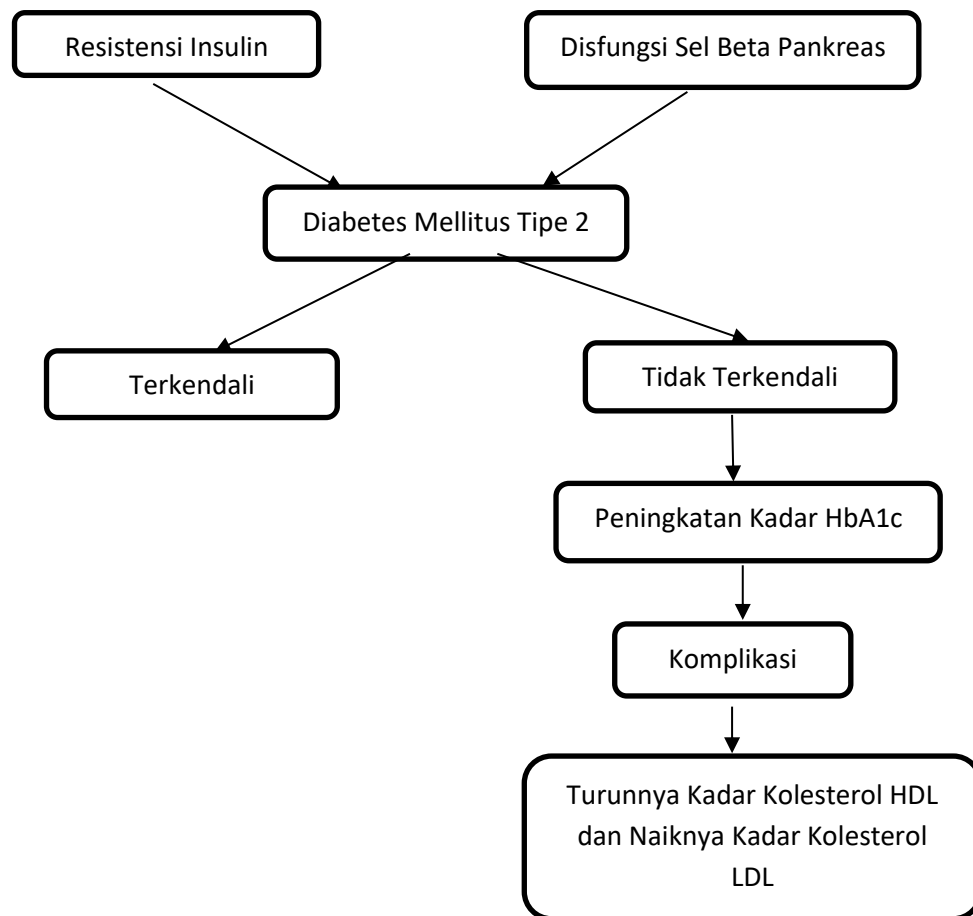 Resistensi Insulin
Disfungsi Sel Beta Pankreas
Diabetes Mellitus Tipe 2
Terkendali
Tidak Terkendali
Peningkatan Kadar HbA1c
Komplikasi
Turunnya Kadar Kolesterol HDL
dan Naiknya Kadar Kolesterol
LDL